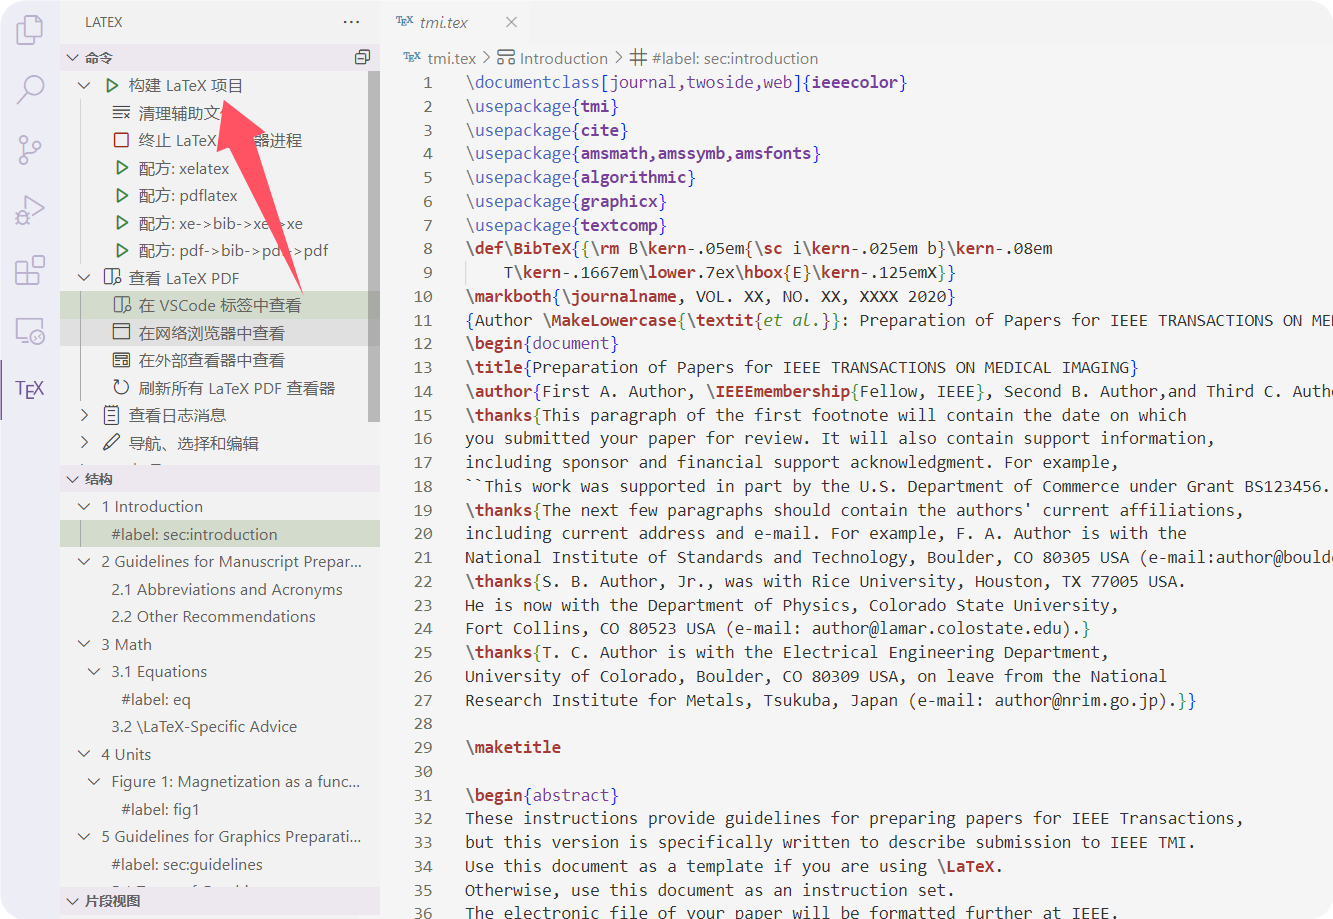 LATEX
命令
构建 LaTeX 项目
清理辅助文
终止 LaTeX 器进程
配方: xelatex
配方: pdflatex
配方: xe->bib->xe->xe
配方: pdf->bib->pdf->pdf
查看 LaTeX PDF
在 VSCode 标签中查看
在网络浏览器中查看
在外部查看器中查看
刷新所有 LaTeX PDF 查看器
查看日志消息
导航、选择和编辑
TEX
结构
1 Introduction
#label: sec:introduction
2 Guidelines for Manuscript Prepar...
2.1 Abbreviations and Acronyms
2.2 Other Recommendations
3 Math
3.1 Equations
#label: eq
3.2 \LaTeX-Specific Advice
4 Units
Figure 1: Magnetization as a func...
#label: fig1
5 Guidelines for Graphics Preparati...
#label: sec:guidelines
片段视图
TEX tmi.tex
TEX tmi.tex > Introduction > #label: sec:introduction
1 \documentclass[journal,twoside,web]{ieeecolor}
2 \usepackage{tmi}
3 \usepackage{cite}
4 \usepackage{amsmath,amssymb,amsfonts}
5 \usepackage{algorithmic}
6 \usepackage{graphicx}
7 \usepackage{textcomp}
8 \def\BibTeX{{\rm B\kern-.05em{\sc i\kern-.025em b}\kern-.08em
9 T\kern-.1667em\lower.7ex\hbox{E}\kern-.125emX}}
10 \markboth{\journalname, VOL. XX, NO. XX, XXXX 2020}
11 {Author \MakeLowercase{\textit{et al.}}: Preparation of Papers for IEEE TRANSACTIONS ON ME
12 \begin{document}
13 \title{Preparation of Papers for IEEE TRANSACTIONS ON MEDICAL IMAGING}
14 \author{First A. Author, \IEEEmembership{Fellow, IEEE}, Second B. Author,and Third C. Autho
15 \thanks{This paragraph of the first footnote will contain the date on which
16 you submitted your paper for review. It will also contain support information,
17 including sponsor and financial support acknowledgment. For example,
18 ``This work was supported in part by the U.S. Department of Commerce under Grant BS123456.
19 \thanks{The next few paragraphs should contain the authors' current affiliations,
20 including current address and e-mail. For example, F. A. Author is with the
21 National Institute of Standards and Technology, Boulder, CO 80305 USA (e-mail:author@boulde
22 \thanks{S. B. Author, Jr., was with Rice University, Houston, TX 77005 USA.
23 He is now with the Department of Physics, Colorado State University,
24 Fort Collins, CO 80523 USA (e-mail: author@lamar.colostate.edu).}
25 \thanks{T. C. Author is with the Electrical Engineering Department,
26 University of Colorado, Boulder, CO 80309 USA, on leave from the National
27 Research Institute for Metals, Tsukuba, Japan (e-mail: author@nrim.go.jp).}}
28
29 \maketitle
30
31 \begin{abstract}
32 These instructions provide guidelines for preparing papers for IEEE Transactions,
33 but this version is specifically written to describe submission to IEEE TMI.
34 Use this document as a template if you are using \LaTeX.
35 Otherwise, use this document as an instruction set.
36 The electronic file of your paper will be formatted further at IEEE.